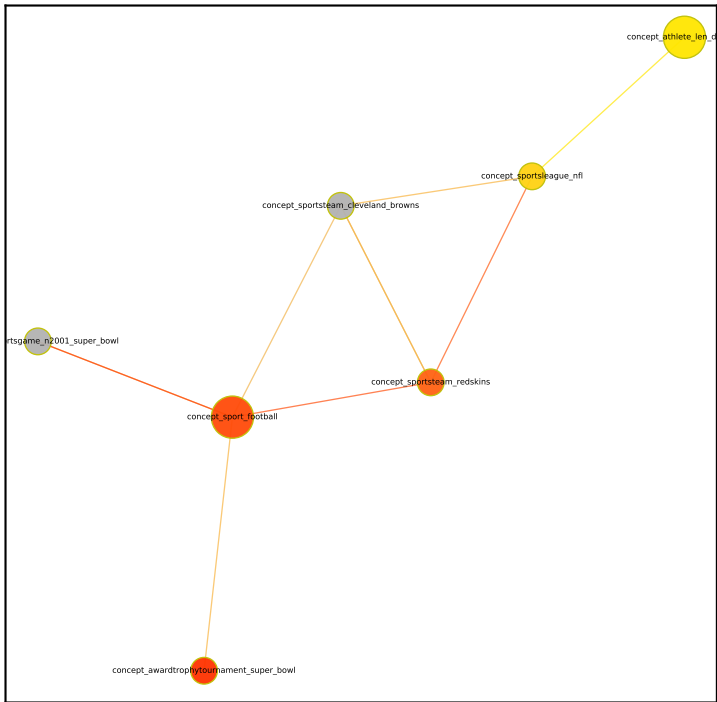 concept_athlete_len_d
concept_sportsleague_nfl
concept_sportsteam_cleveland_browns
rtsgame_n2001_super_bowl
concept_sportsteam_redskins
concept_sport_football
concept_awardtrophytournament_super_bowl